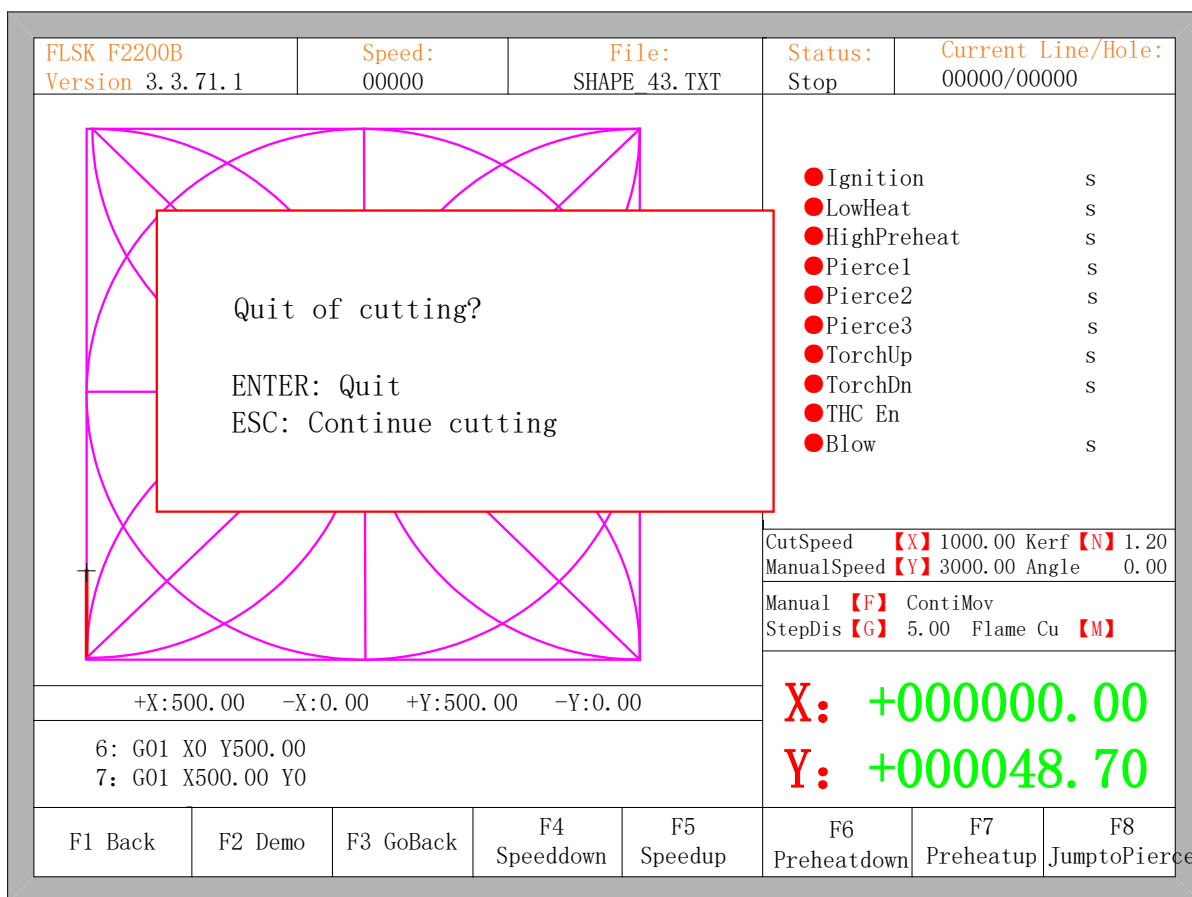 FLSK F2200B
Version 3.3.71.1
Speed:
00000
File:
SHAPE_43.TXT
Status:
Stop
Current Line/Hole:
00000/00000
Quit of cutting?
ENTER: Quit
ESC: Continue cutting
Ignition s
LowHeat s
HighPreheat s
Pierce1 s
Pierce2 s
Pierce3 s
TorchUp s
TorchDn s
THC En
Blow s
CutSpeed 【X】 1000.00 Kerf 【N】 1.20
ManualSpeed 【Y】 3000.00 Angle 0.00
Manual 【F】 ContiMov
StepDis 【G】 5.00 Flame Cu 【M】
+X:500.00 -X:0.00 +Y:500.00 -Y:0.00
6: G01 X0 Y500.00
7: G01 X500.00 Y0
X: +000000.00
Y: +000048.70
F1 Back
F2 Demo
F3 GoBack
F4
Speeddown
F5
Speedup
F6
Preheatdown
F7
Preheatup
F8
JumptoPierce